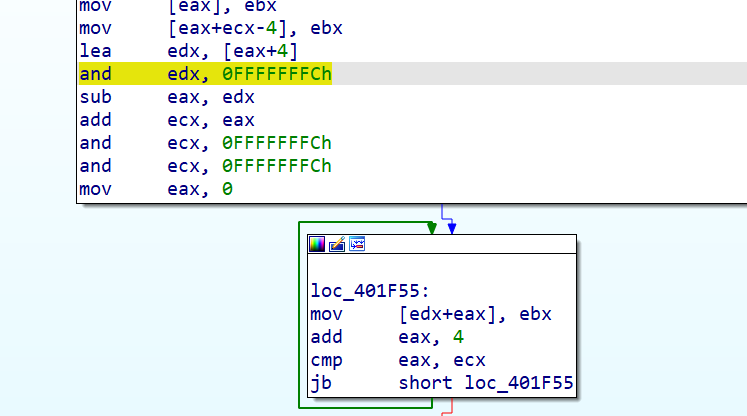 mov [eax], ebx
mov [eax+ecx-4], ebx
lea edx, [eax+4]
and edx, 0FFFFFFFCh
sub eax, edx
add ecx, eax
and ecx, 0FFFFFFFCh
and ecx, 0FFFFFFFCh
mov eax, 0
loc_401F55:
mov [edx+eax], ebx
add eax, 4
cmp eax, ecx
jb short loc_401F55